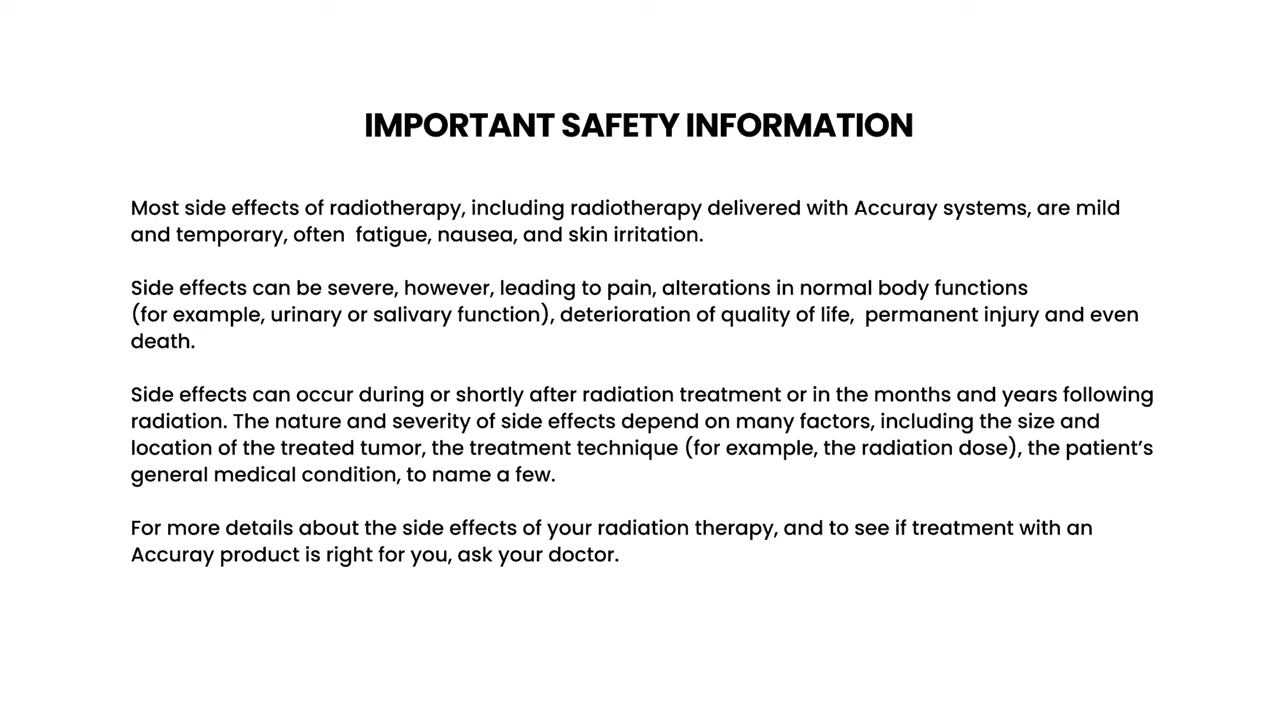 IMPORTANT SAFETY INFORMATION
Most side effects of radiotherapy, including radiotherapy delivered with Accuray systems, are mild
and temporary, often  fatigue, nausea, and skin irritation.
Side effects can be severe, however, leading to pain, alterations in normal body functions
(for example, urinary or salivary function), deterioration of quality of life,  permanent injury and even
death.
Side effects can occur during or shortly after radiation treatment or in the months and years following
radiation. The nature and severity of side effects depend on many factors, including the size and
location of the treated tumor, the treatment technique (for example, the radiation dose), the patient’s
general medical condition, to name a few.
For more details about the side effects of your radiation therapy, and to see if treatment with an
Accuray product is right for you, ask your doctor.